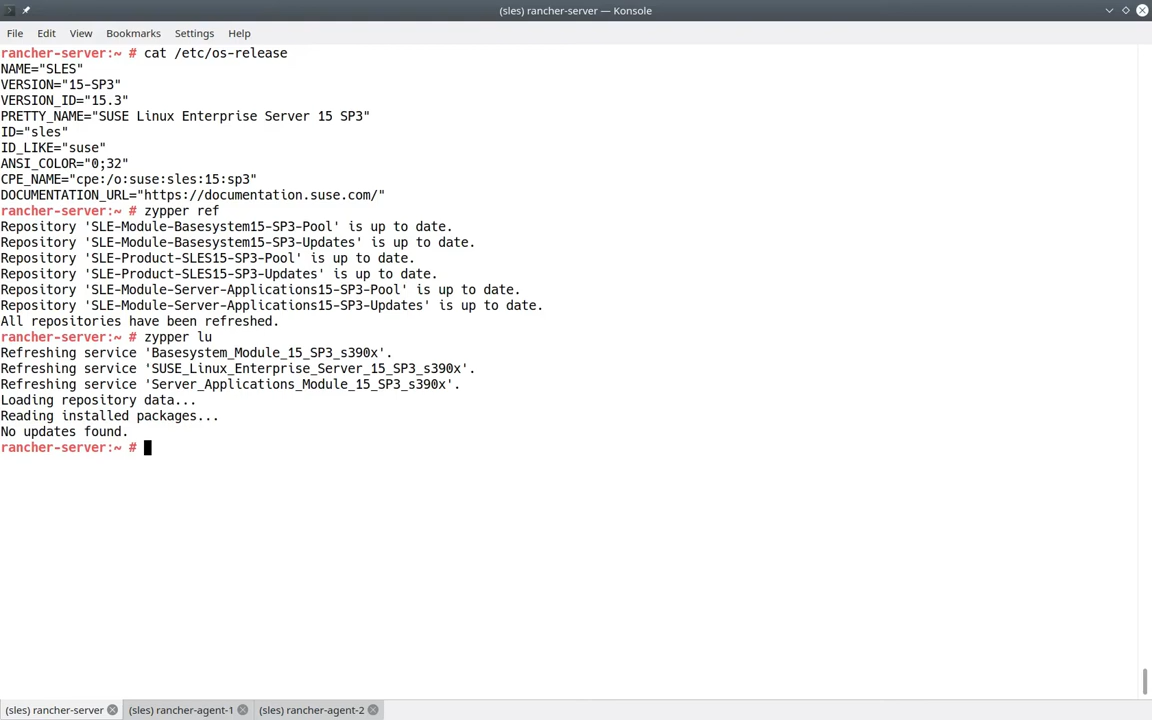 (sles) rancher-server — Konsole
File Edit View Bookmarks Settings Help
rancher-server:~ # cat /etc/os-release
NAME="SLES"
VERSION="15-SP3"
VERSION_ID="15.3"
PRETTY_NAME="SUSE Linux Enterprise Server 15 SP3"
ID="sles"
ID_LIKE="suse"
ANSI_COLOR="0;32"
CPE_NAME="cpe:/o:suse:sles:15:sp3"
DOCUMENTATION_URL="https://documentation.suse.com/"
rancher-server:~ # zypper ref
Repository 'SLE-Module-Basesystem15-SP3-Pool' is up to date.
Repository 'SLE-Module-Basesystem15-SP3-Updates' is up to date.
Repository 'SLE-Product-SLES15-SP3-Pool' is up to date.
Repository 'SLE-Product-SLES15-SP3-Updates' is up to date.
Repository 'SLE-Module-Server-Applications15-SP3-Pool' is up to date.
Repository 'SLE-Module-Server-Applications15-SP3-Updates' is up to date.
All repositories have been refreshed.
rancher-server:~ # zypper lu
Refreshing service 'Basesystem_Module_15_SP3_s390x'.
Refreshing service 'SUSE_Linux_Enterprise_Server_15_SP3_s390x'.
Refreshing service 'Server_Applications_Module_15_SP3_s390x'.
Loading repository data...
Reading installed packages...
No updates found.
rancher-server:~ #
(sles) rancher-server (sles) rancher-agent-1 (sles) rancher-agent-2